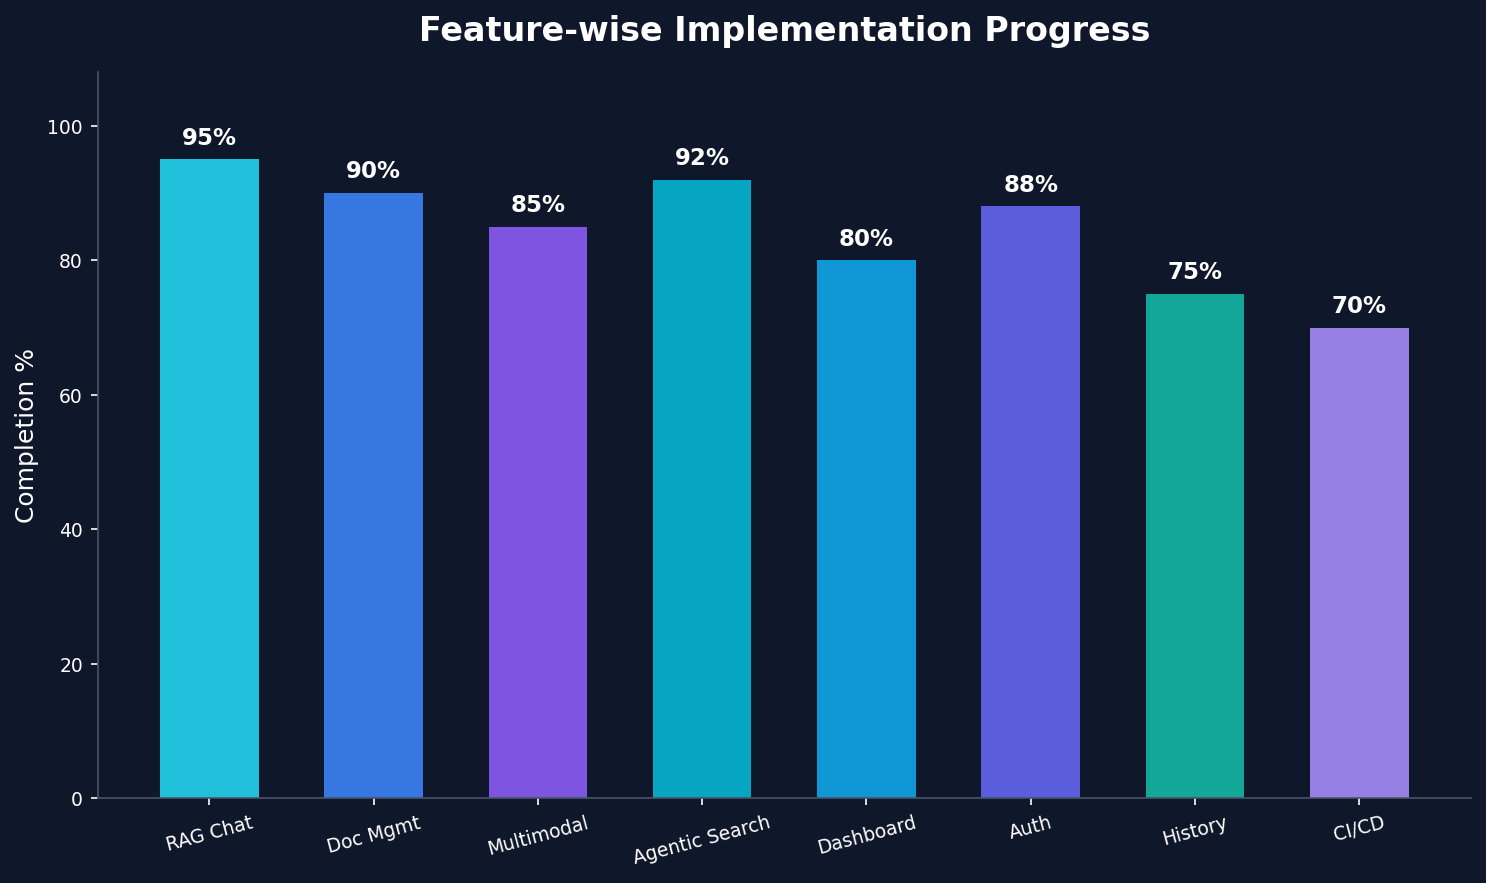 Feature-wise Implementation Progress
Completion %
100
80
60
40
20
0
95%
90%
85%
92%
80%
88%
75%
70%
RAG Chat
Doc Mgmt
Multimodal
Agentic Search
Dashboard
Auth
History
CI/CD